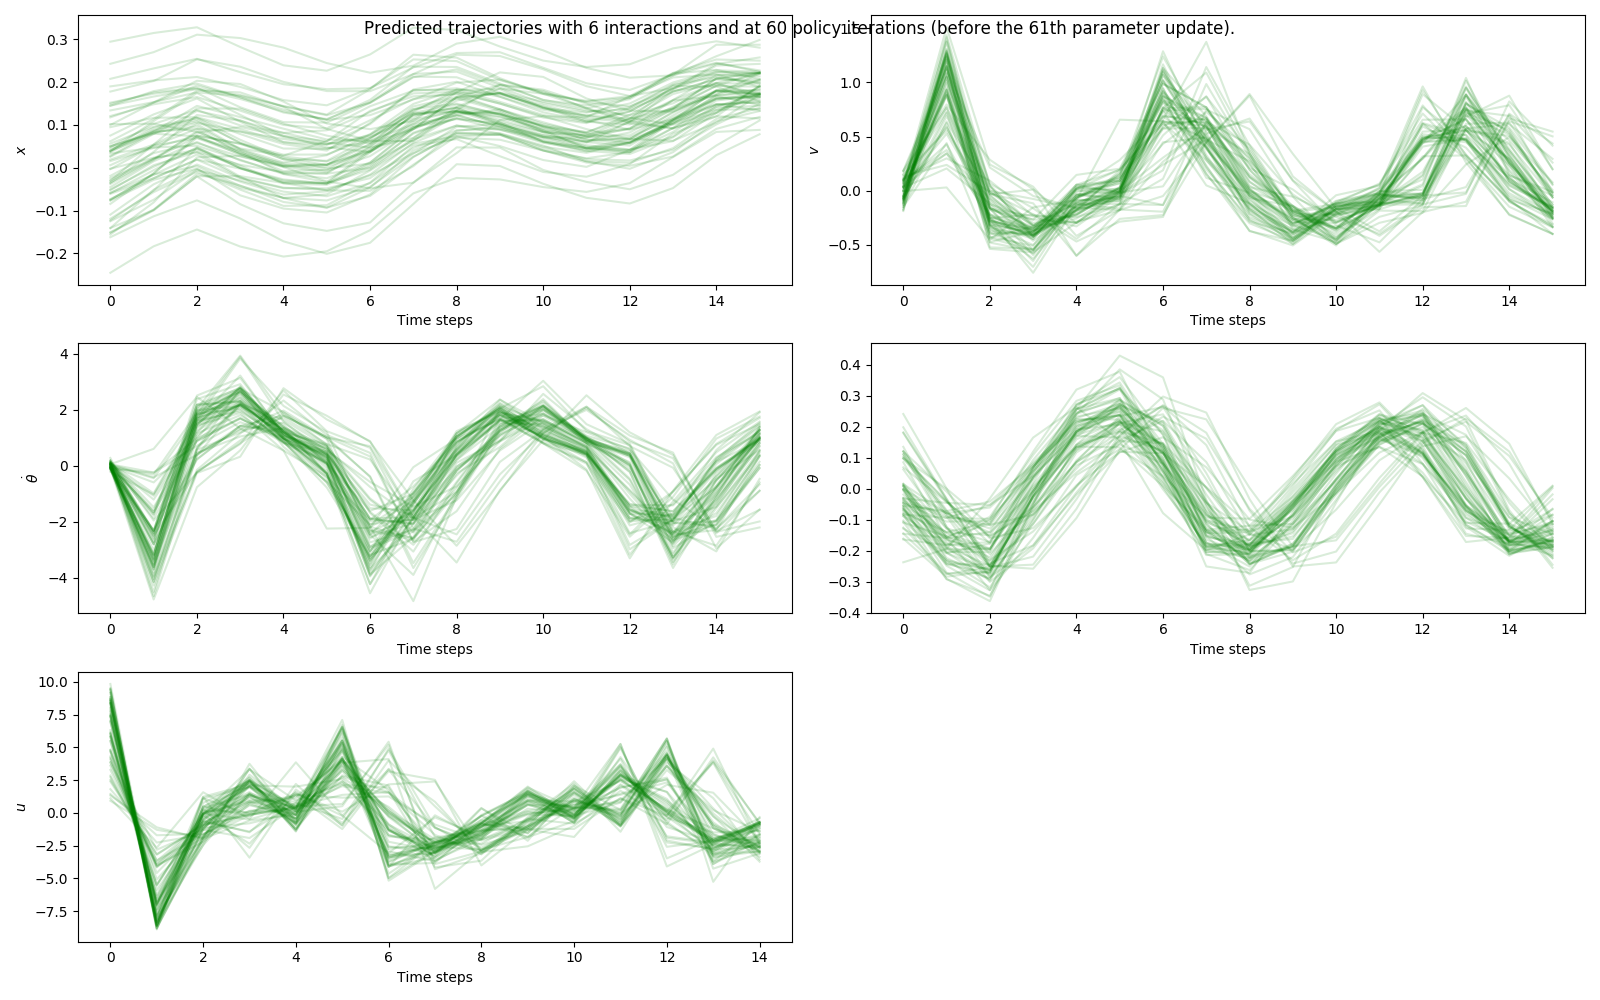 Predicted trajectories with 6 interactions and at 60 policy iterations (before the 61th parameter update).
0.3
0.2
0.1
0.0
−0.1
−0.2
x
0 2 4 6 8 10 12 14
Time steps
1.5
1.0
0.5
0.0
−0.5
v
0 2 4 6 8 10 12 14
Time steps
4
2
0
−2
−4
θ̇
0 2 4 6 8 10 12 14
Time steps
0.4
0.3
0.2
0.1
0.0
−0.1
−0.2
−0.3
−0.4
θ
0 2 4 6 8 10 12 14
Time steps
10.0
7.5
5.0
2.5
0.0
−2.5
−5.0
−7.5
u
0 2 4 6 8 10 12 14
Time steps